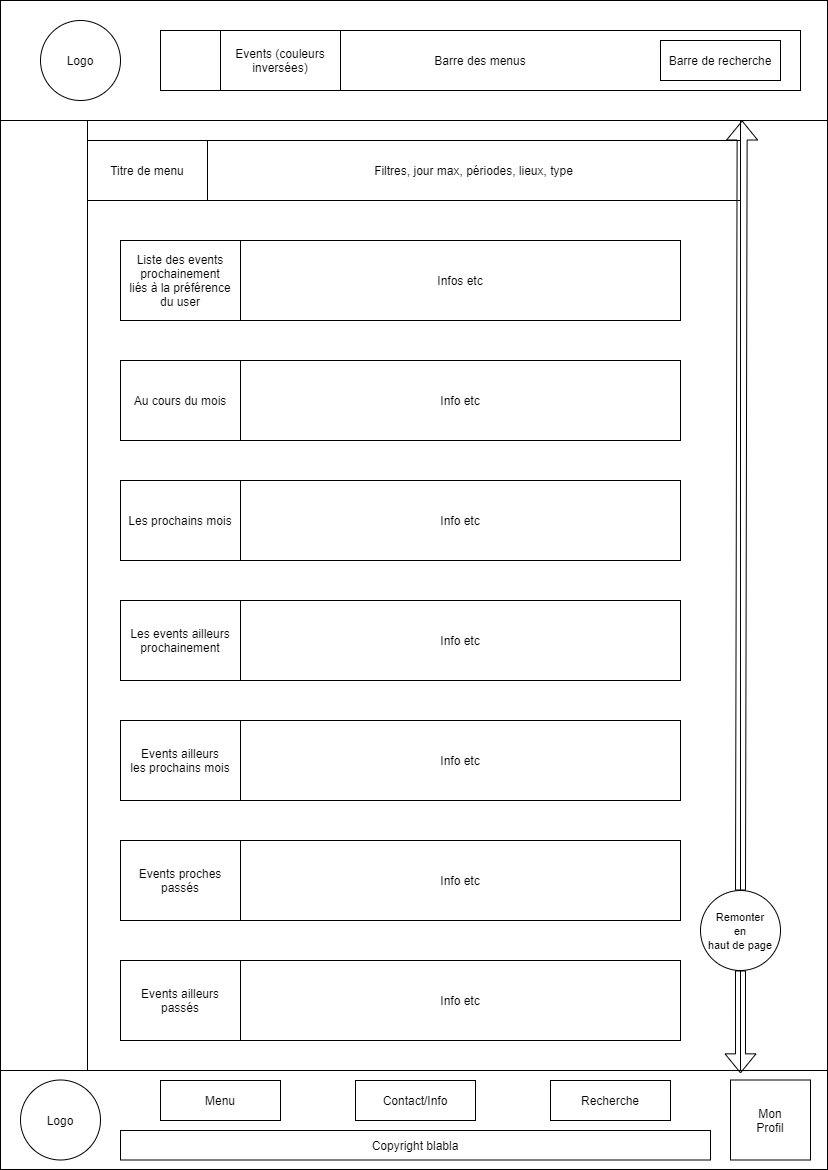 Logo
Events (couleurs
inversées)
Barre des menus
Barre de recherche
Titre de menu
Filtres, jour max, périodes, lieux, type
Liste des events
prochainement
liés à la préférence
du user
Infos etc
Au cours du mois
Info etc
Les prochains mois
Info etc
Les events ailleurs
prochainement
Info etc
Events ailleurs
les prochains mois
Info etc
Events proches
passés
Info etc
Remonter
en
haut de page
Events ailleurs
passés
Info etc
Logo
Menu
Contact/Info
Recherche
Mon
Profil
Copyright blabla